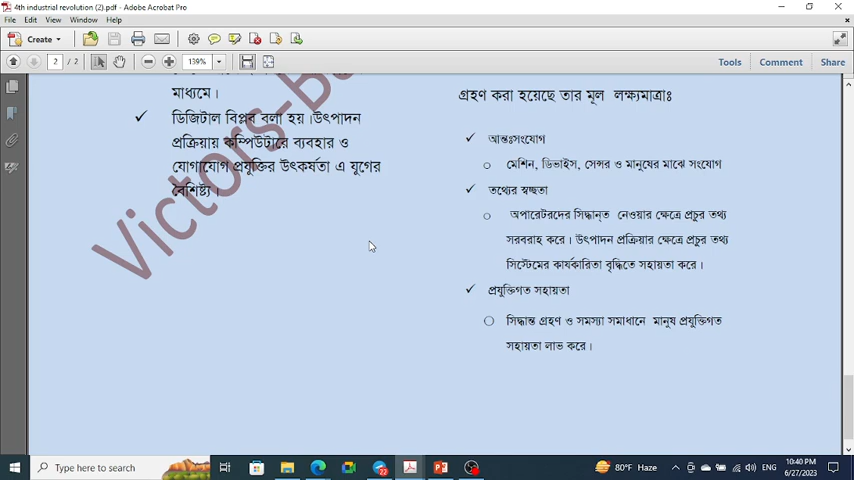 4th industrial revolution (2).pdf - Adobe Acrobat Pro
File Edit View Window Help
Create
2 / 2 139% Tools Comment Share
মাধ্যমে।
ডিজিটাল বিপ্লব বলা হয়।উৎপাদন
প্রক্রিয়ায় কম্পিউটারে ব্যবহার ও
যোগাযোগ প্রযুক্তির উৎকর্ষতা এ যুগের
বৈশিষ্ট্য।
Victors-B
গ্রহণ করা হয়েছে তার মূল লক্ষ্যমাত্রাঃ
আন্তঃসংযোগ
মেশিন, ডিভাইস, সেন্সর ও মানুষের মাঝে সংযোগ
তথ্যের স্বচ্ছতা
অপারেটরদের সিদ্ধান্ত নেওয়ার ক্ষেত্রে প্রচুর তথ্য
সরবরাহ করে। উৎপাদন প্রক্রিয়ার ক্ষেত্রে প্রচুর তথ্য
সিস্টেমের কার্যকারিতা বৃদ্ধিতে সহায়তা করে।
প্রযুক্তিগত সহায়তা
সিদ্ধান্ত গ্রহণ ও সমস্যা সমাধানে মানুষ প্রযুক্তিগত
সহায়তা লাভ করে।
Type here to search 22 80°F Haze ENG 10:40 PM
6/27/2023